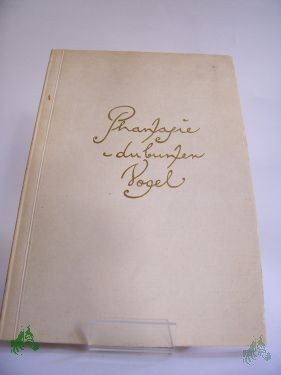 Phantasie
- du bunter
Vogel